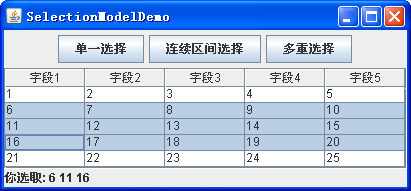 SelectionModelDemo
单一选择 连续区间选择 多重选择
字段1 字段2 字段3 字段4 字段5
1 2 3 4 5
6 7 8 9 10
11 12 13 14 15
16 17 18 19 20
21 22 23 24 25
你选取: 6 11 16